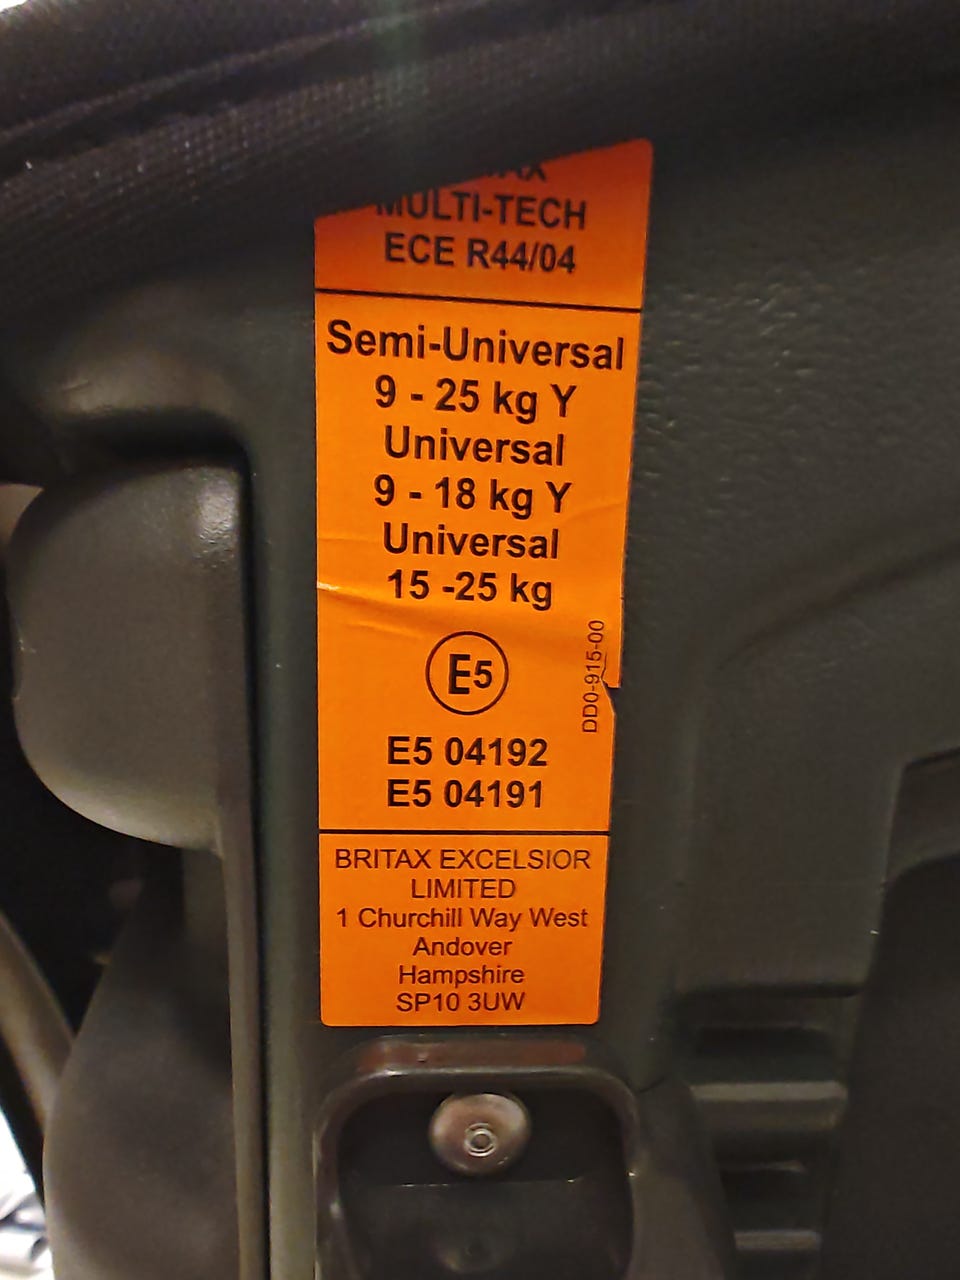 MULTI-TECH
ECE R44/04
Semi-Universal
9 - 25 kg Y
Universal
9 - 18 kg Y
Universal
15 -25 kg
E5
DD0-915-00
E5 04192
E5 04191
BRITAX EXCELSIOR
LIMITED
1 Churchill Way West
Andover
Hampshire
SP10 3UW